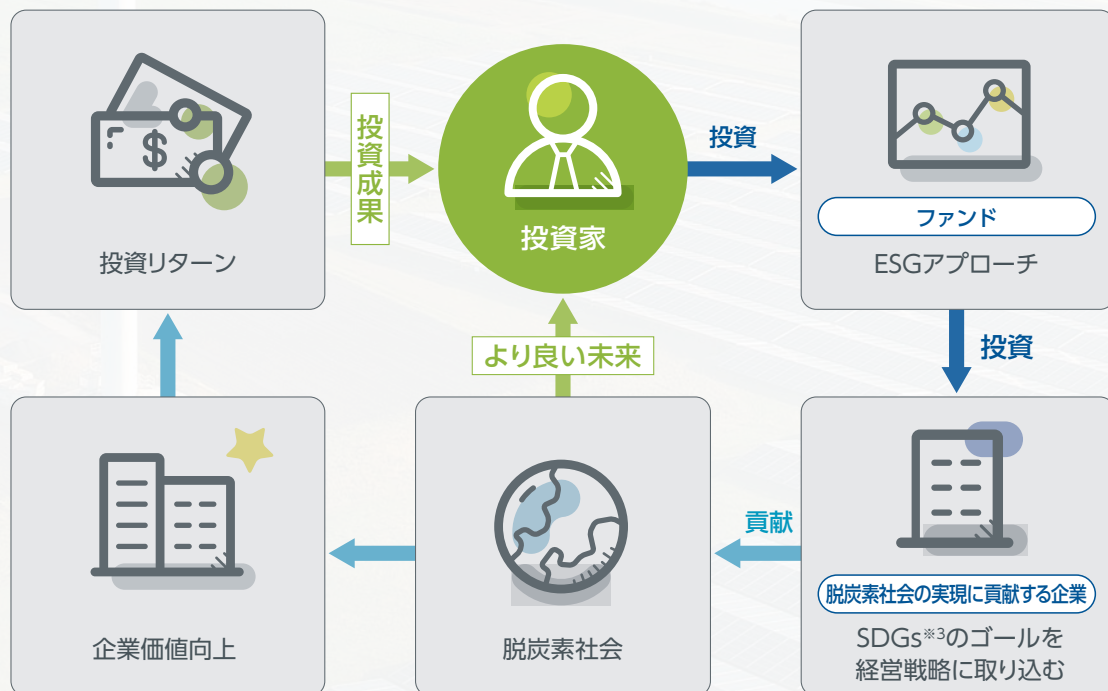 $
投資リターン
投資成果
投資家
投資
ファンド
ESGアプローチ
投資
より良い未来
企業価値向上
脱炭素社会
貢献
脱炭素社会の実現に貢献する企業
SDGs※3のゴールを
経営戦略に取り込む